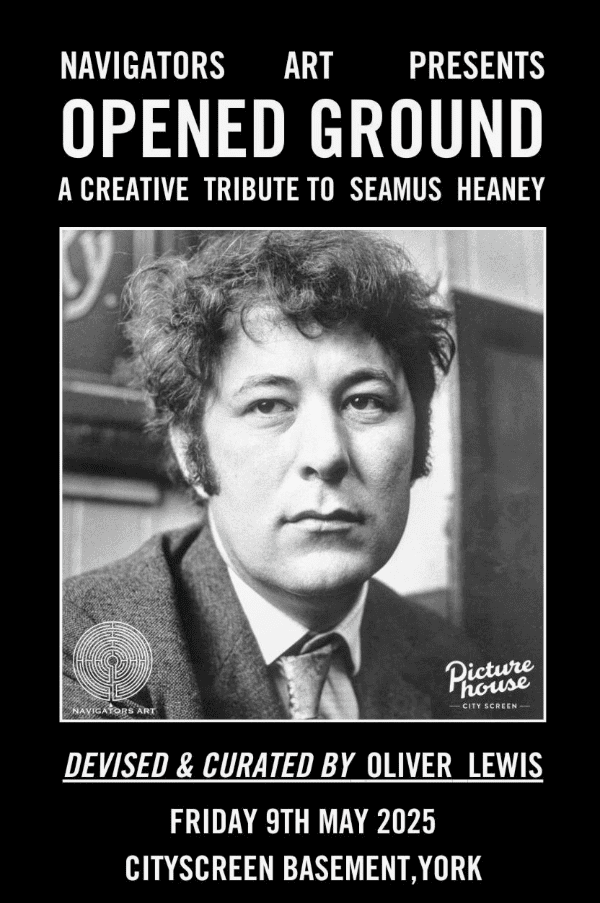 NAVIGATORS ART PRESENTS
OPENED GROUND
A CREATIVE TRIBUTE TO SEAMUS HEANEY
ky.
NAVIGATORS ART
Picture
house
CITY SCREEN
DEVISED & CURATED BY OLIVER LEWIS
FRIDAY 9TH MAY 2025
CITYSCREEN BASEMENT,YORK